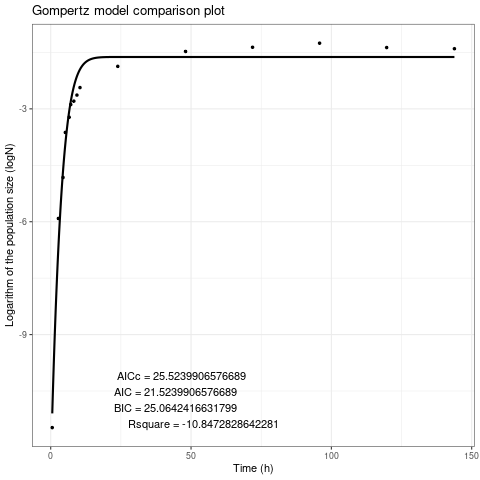 Gompertz model comparison plot
Logarithm of the population size (logN)
-3
-6
-9
AICc = 25.5239906576689
AIC = 21.5239906576689
BIC = 25.0642416631799
Rsquare = -10.8472828642281
0 50 100 150
Time (h)